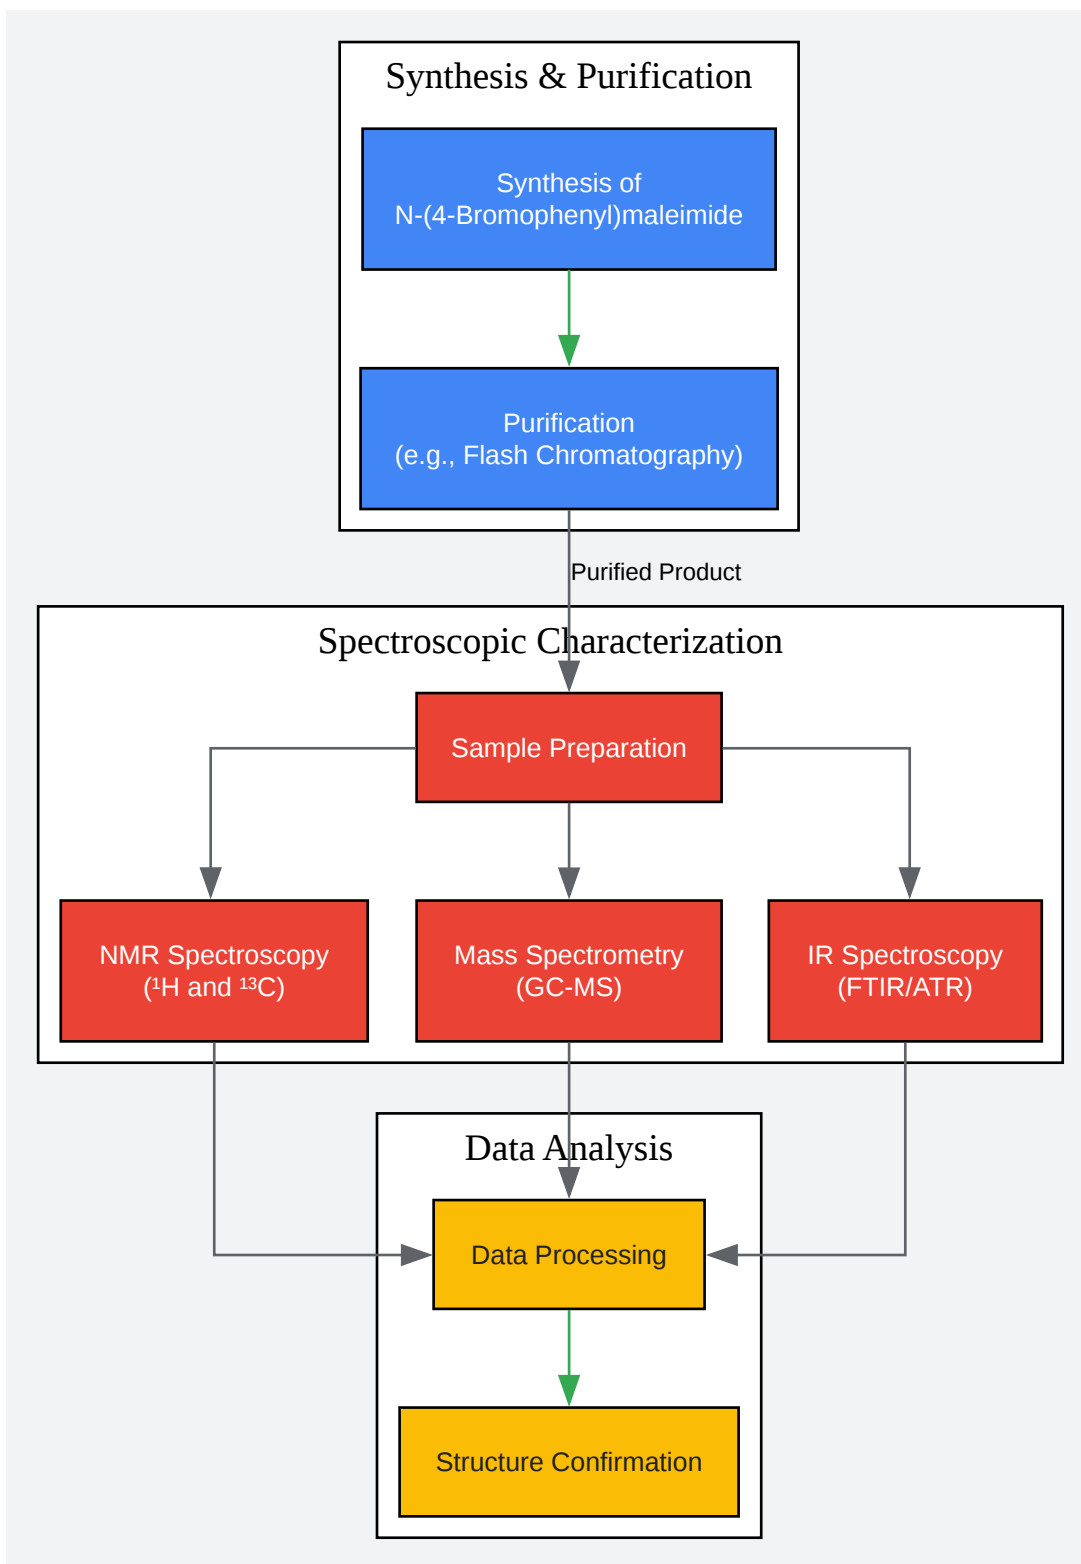 Synthesis & Purification
Synthesis of
N-(4-Bromophenyl)maleimide
Purification
(e.g., Flash Chromatography)
Purified Product
Spectroscopic Characterization
Sample Preparation
NMR Spectroscopy
(¹H and ¹³C)
Mass Spectrometry
(GC-MS)
IR Spectroscopy
(FTIR/ATR)
Data Analysis
Data Processing
Structure Confirmation